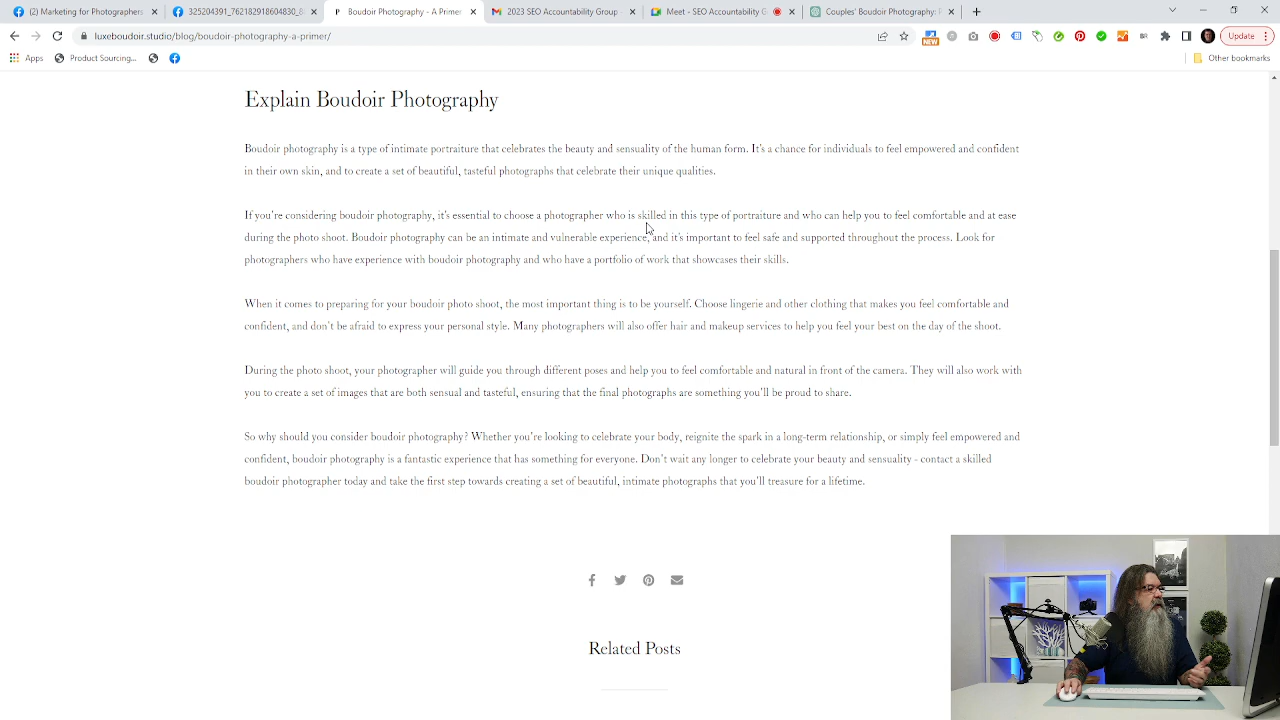 (2) Marketing for Photographers
325204391_762182918604830_8
Boudoir Photography - A Primer
2023 SEO Accountability Group -
Meet - SEO Accountability G
Couples' Boudoir Photography: P
luxeboudoir.studio/blog/boudoir-photography-a-primer/
NEW
Update
Apps
Product Sourcing...
Other bookmarks
Explain Boudoir Photography
Boudoir photography is a type of intimate portraiture that celebrates the beauty and sensuality of the human form. It's a chance for individuals to feel empowered and confident
in their own skin, and to create a set of beautiful, tasteful photographs that celebrate their unique qualities.
If you're considering boudoir photography, it's essential to choose a photographer who is skilled in this type of portraiture and who can help you to feel comfortable and at ease
during the photo shoot. Boudoir photography can be an intimate and vulnerable experience, and it's important to feel safe and supported throughout the process. Look for
photographers who have experience with boudoir photography and who have a portfolio of work that showcases their skills.
When it comes to preparing for your boudoir photo shoot, the most important thing is to be yourself. Choose lingerie and other clothing that makes you feel comfortable and
confident, and don't be afraid to express your personal style. Many photographers will also offer hair and makeup services to help you feel your best on the day of the shoot.
During the photo shoot, your photographer will guide you through different poses and help you to feel comfortable and natural in front of the camera. They will also work with
you to create a set of images that are both sensual and tasteful, ensuring that the final photographs are something you'll be proud to share.
So why should you consider boudoir photography? Whether you're looking to celebrate your body, reignite the spark in a long-term relationship, or simply feel empowered and
confident, boudoir photography is a fantastic experience that has something for everyone. Don't wait any longer to celebrate your beauty and sensuality - contact a skilled
boudoir photographer today and take the first step towards creating a set of beautiful, intimate photographs that you'll treasure for a lifetime.
Related Posts